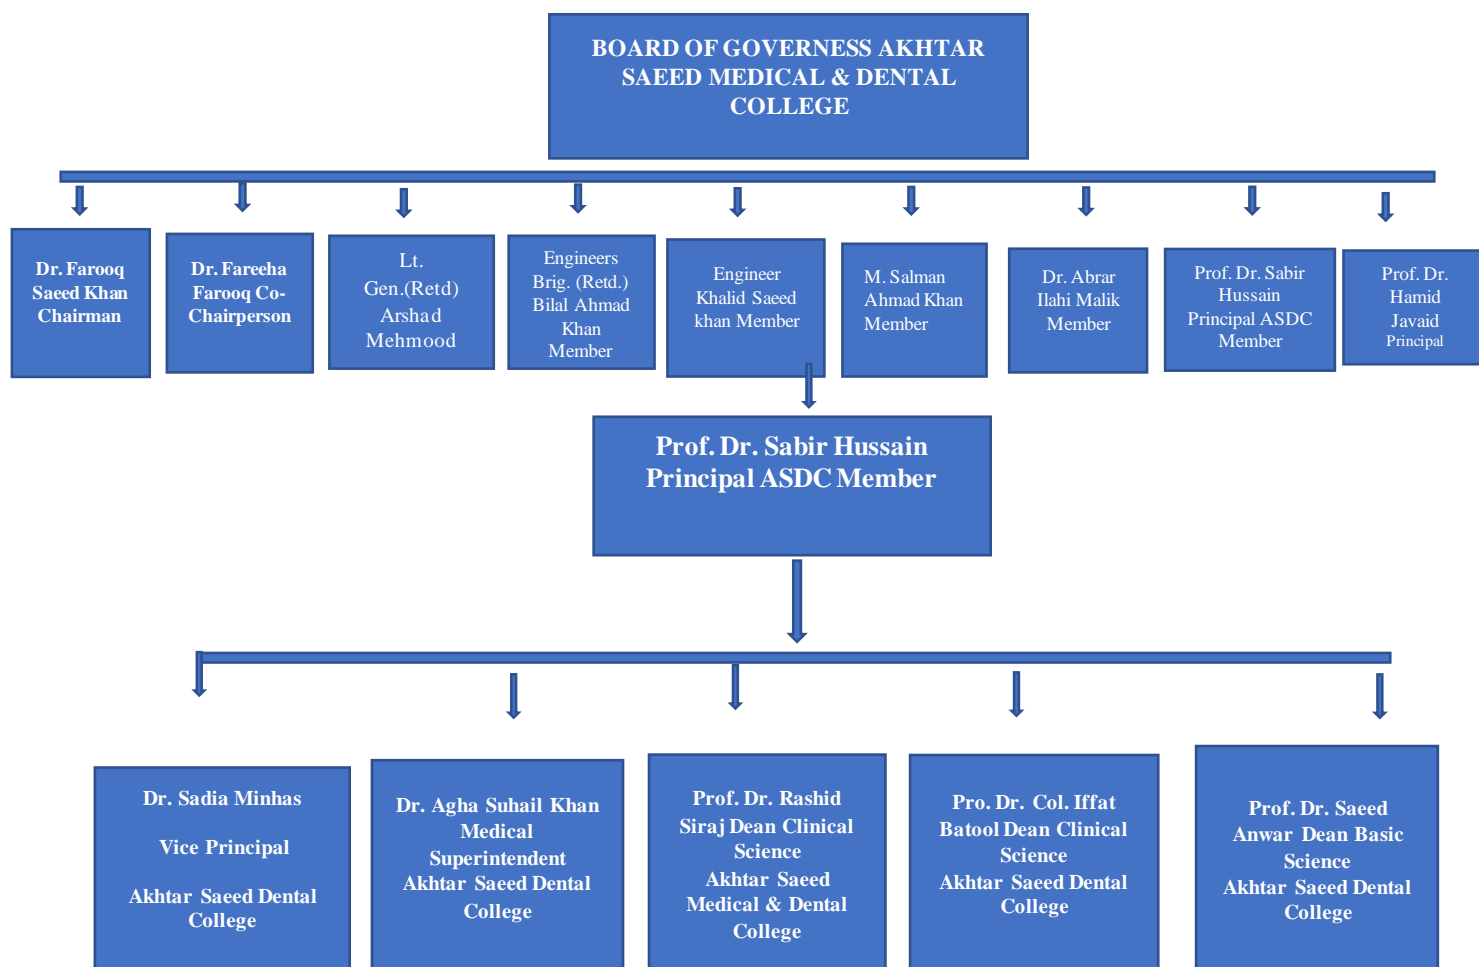 BOARD OF GOVERNESS AKHTAR
SAEED MEDICAL & DENTAL
COLLEGE
Dr. Farooq
Saeed Khan
Chairman
Dr. Fareeha
Farooq Co-
Chairperson
Lt.
Gen.(Retd)
Arshad
Mehmood
Engineers
Brig. (Retd.)
Bilal Ahmad
Khan
Member
Engineer
Khalid Saeed
khan Member
M. Salman
Ahmad Khan
Member
Dr. Abrar
Ilahi Malik
Member
Prof. Dr. Sabir
Hussain
Principal ASDC
Member
Prof. Dr.
Hamid
Javaid
Principal
Prof. Dr. Sabir Hussain
Principal ASDC Member
Dr. Sadia Minhas
Vice Principal
Akhtar Saeed Dental
College
Dr. Agha Suhail Khan
Medical
Superintendent
Akhtar Saeed Dental
College
Prof. Dr. Rashid
Siraj Dean Clinical
Science
Akhtar Saeed
Medical & Dental
College
Pro. Dr. Col. Iffat
Batool Dean Clinical
Science
Akhtar Saeed Dental
College
Prof. Dr. Saeed
Anwar Dean Basic
Science
Akhtar Saeed Dental
College